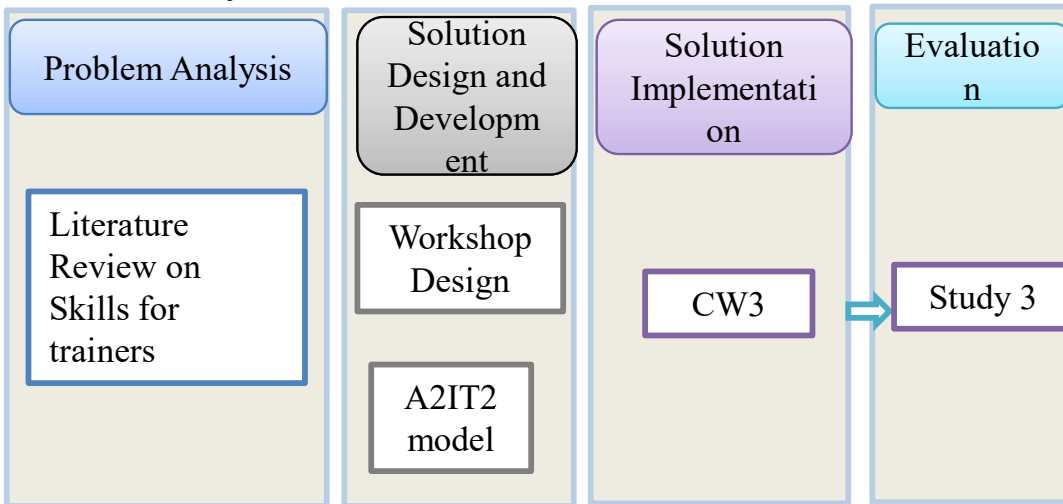 Problem Analysis
Solution
Design and
Developm
ent
Solution
Implementati
on
Evaluatio
n
Literature
Review on
Skills for
trainers
Workshop
Design
A2IT2
model
CW3
Study 3